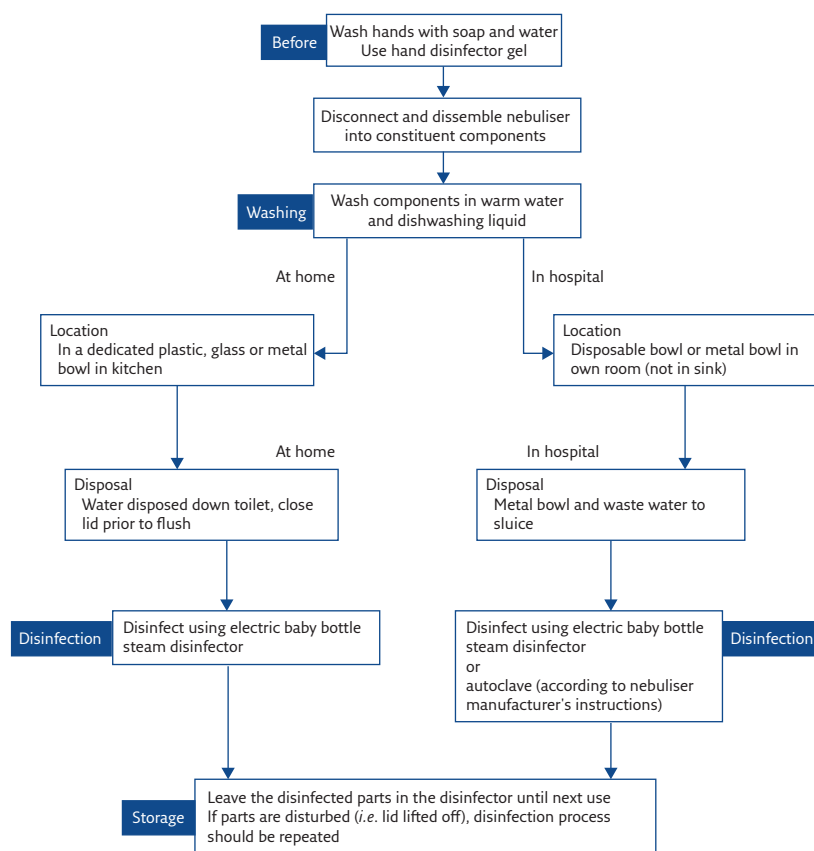 Before
Wash hands with soap and water
Use hand disinfector gel
Disconnect and dissemble nebuliser
into constituent components
Washing
Wash components in warm water
and dishwashing liquid
At home
In hospital
Location
In a dedicated plastic, glass or metal
bowl in kitchen
Location
Disposable bowl or metal bowl in
own room (not in sink)
At home
In hospital
Disposal
Water disposed down toilet, close
lid prior to flush
Disposal
Metal bowl and waste water to
sluice
Disinfection
Disinfect using electric baby bottle
steam disinfector
Disinfect using electric baby bottle
steam disinfector
or
autoclave (according to nebuliser
manufacturer's instructions)
Disinfection
Storage
Leave the disinfected parts in the disinfector until next use
If parts are disturbed (i.e. lid lifted off), disinfection process
should be repeated